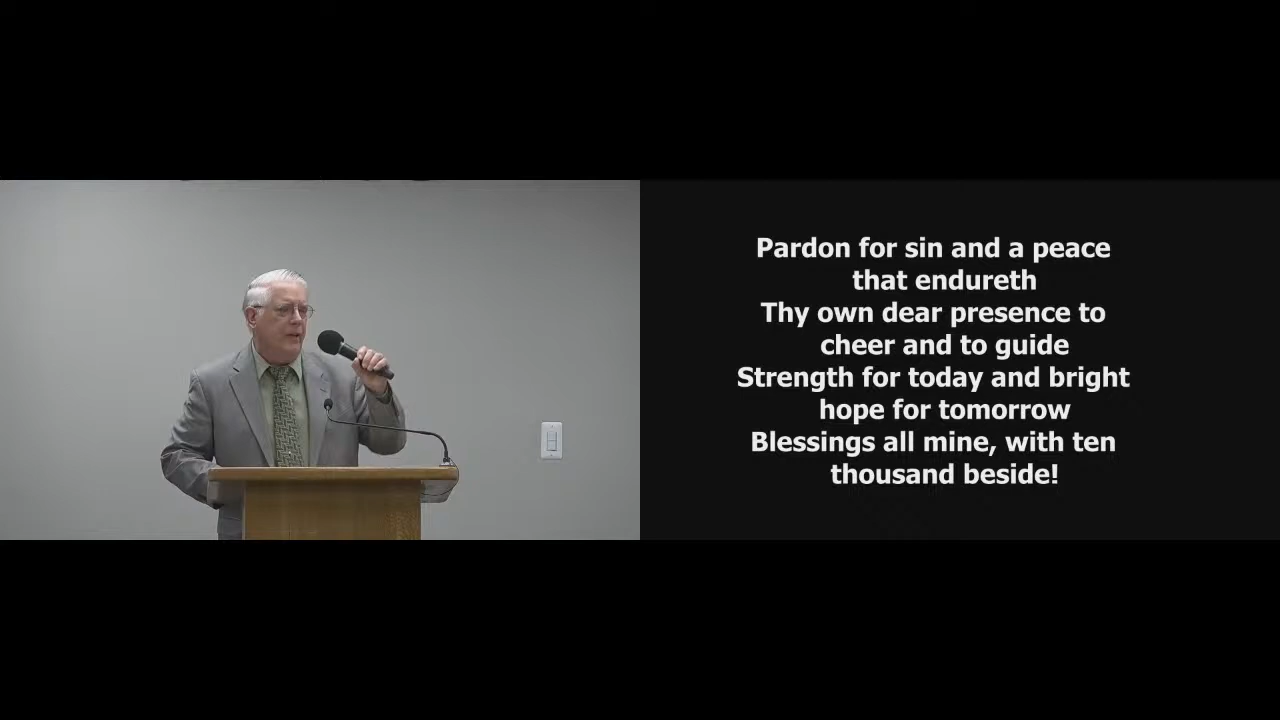 Pardon for sin and a peace
that endureth
Thy own dear presence to
cheer and to guide
Strength for today and bright
hope for tomorrow
Blessings all mine, with ten
thousand beside!